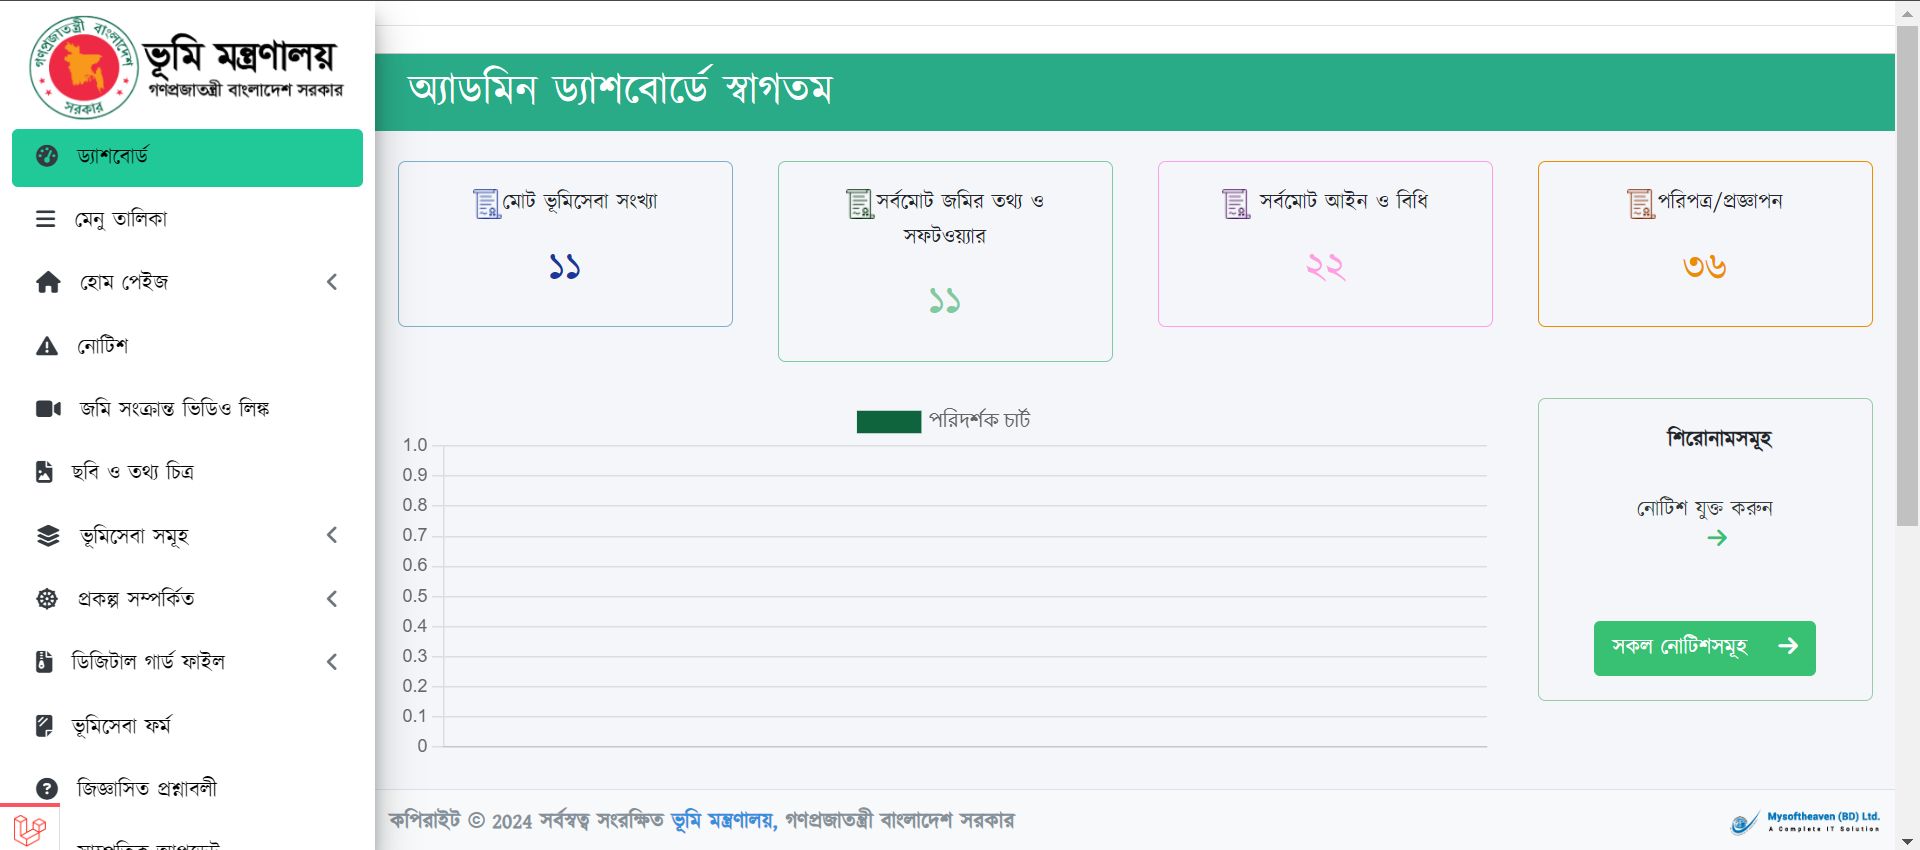 গণপ্রজাতন্ত্রী বাংলাদেশ
সরকার
ভূমি মন্ত্রণালয়
গণপ্রজাতন্ত্রী বাংলাদেশ সরকার
ড্যাশবোর্ড
মেনু তালিকা
হোম পেইজ
নোটিশ
জমি সংক্রান্ত ভিডিও লিঙ্ক
ছবি ও তথ্য চিত্র
ভূমিসেবা সমূহ
প্রকল্প সম্পর্কিত
ডিজিটাল গার্ড ফাইল
ভূমিসেবা ফর্ম
জিজ্ঞাসিত প্রশ্নাবলী
অ্যাডমিন ড্যাশবোর্ডে স্বাগতম
মোট ভূমিসেবা সংখ্যা
১১
সর্বমোট জমির তথ্য ও
সফটওয়্যার
১১
সর্বমোট আইন ও বিধি
২২
পরিপত্র/প্রজ্ঞাপন
৩৬
পরিদর্শক চার্ট
1.0
0.9
0.8
0.7
0.6
0.5
0.4
0.3
0.2
0.1
0
শিরোনামসমূহ
নোটিশ যুক্ত করুন
সকল নোটিশসমূহ
কপিরাইট © 2024 সর্বস্বত্ব সংরক্ষিত ভূমি মন্ত্রণালয়, গণপ্রজাতন্ত্রী বাংলাদেশ সরকার
Mysoftheaven (BD) Ltd.
A Complete IT Solution